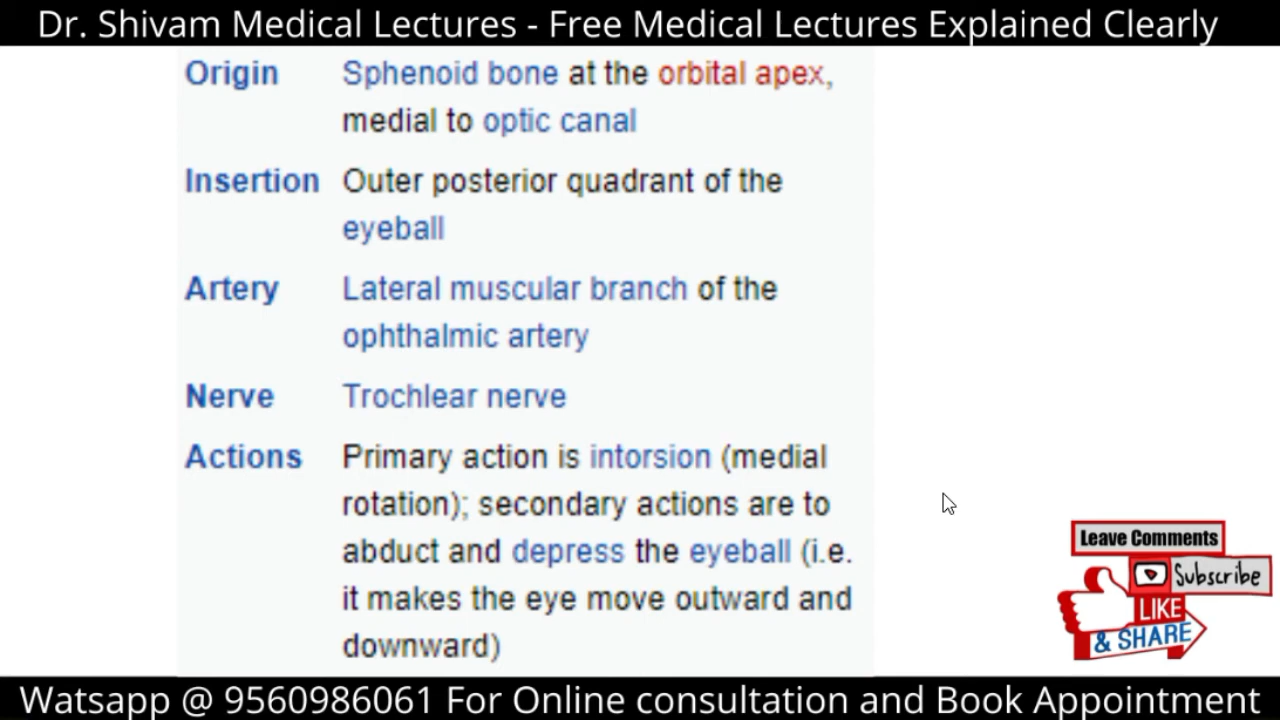 Dr. Shivam Medical Lectures - Free Medical Lectures Explained Clearly
Origin Sphenoid bone at the orbital apex,
medial to optic canal
Insertion Outer posterior quadrant of the
eyeball
Artery Lateral muscular branch of the
ophthalmic artery
Nerve Trochlear nerve
Actions Primary action is intorsion (medial
rotation); secondary actions are to
abduct and depress the eyeball (i.e.
it makes the eye move outward and
downward)
Leave Comments
Subscribe
LIKE
& SHARE
Watsapp @ 9560986061 For Online consultation and Book Appointment